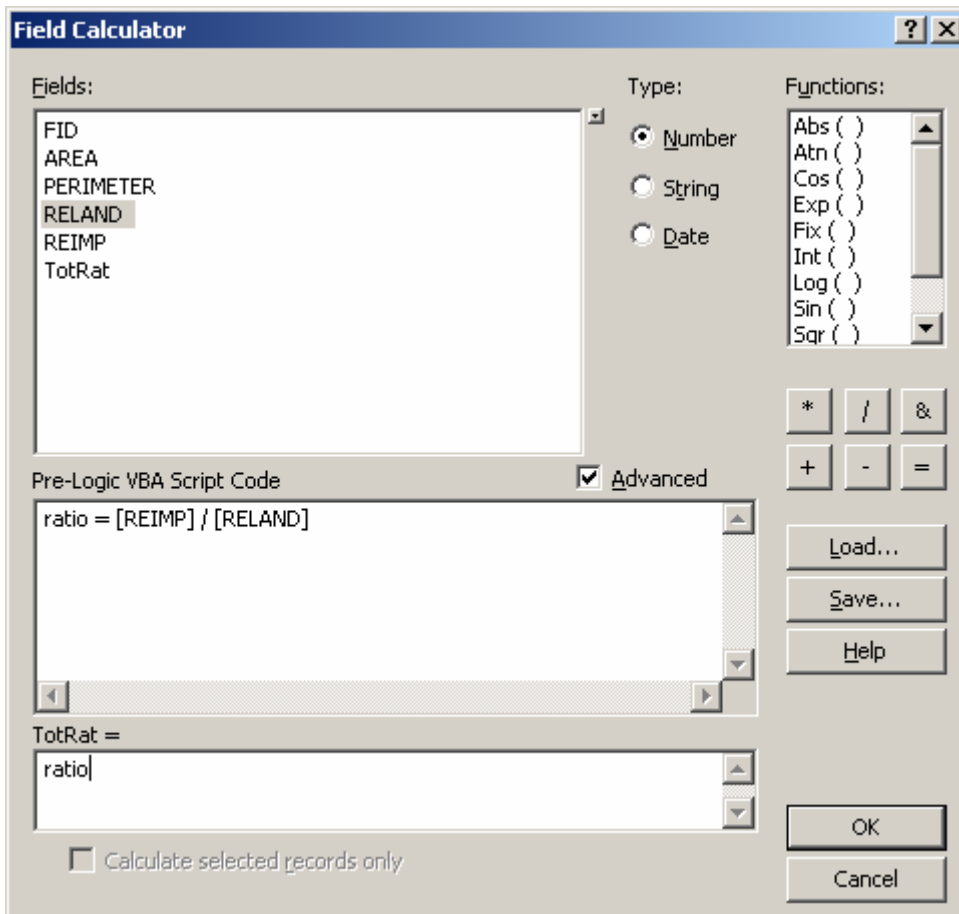 Field Calculator
Fields:
FID
AREA
PERIMETER
RELAND
REIMP
TotRat
Type:
Number
String
Date
Functions:
Abs ( )
Atn ( )
Cos ( )
Exp ( )
Fix ( )
Int ( )
Log ( )
Sin ( )
Sqr ( )
* / &
+ - =
Pre-Logic VBA Script Code
Advanced
ratio = [REIMP] / [RELAND]
Load...
Save...
Help
TotRat =
ratio
Calculate selected records only
OK
Cancel